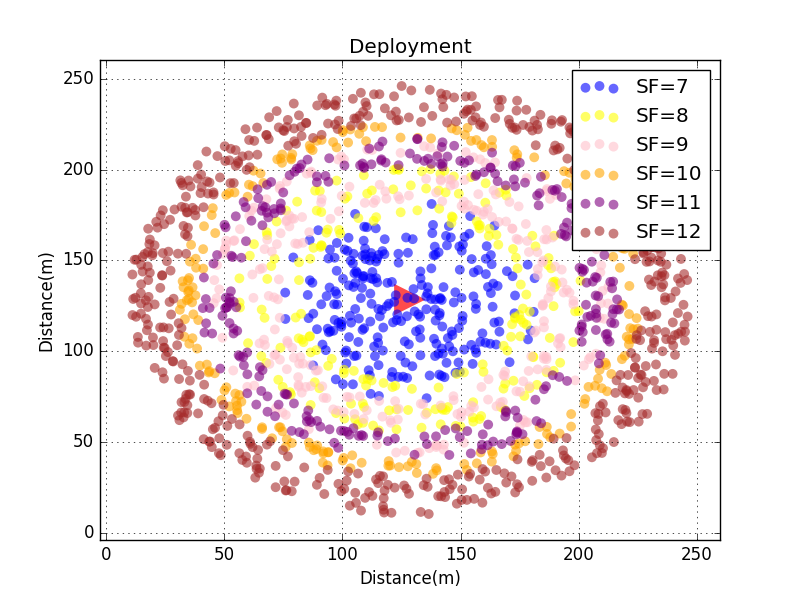 Deployment
SF=7
SF=8
SF=9
SF=10
SF=11
SF=12
250
200
150
100
50
0
Distance(m)
0 50 100 150 200 250
Distance(m)